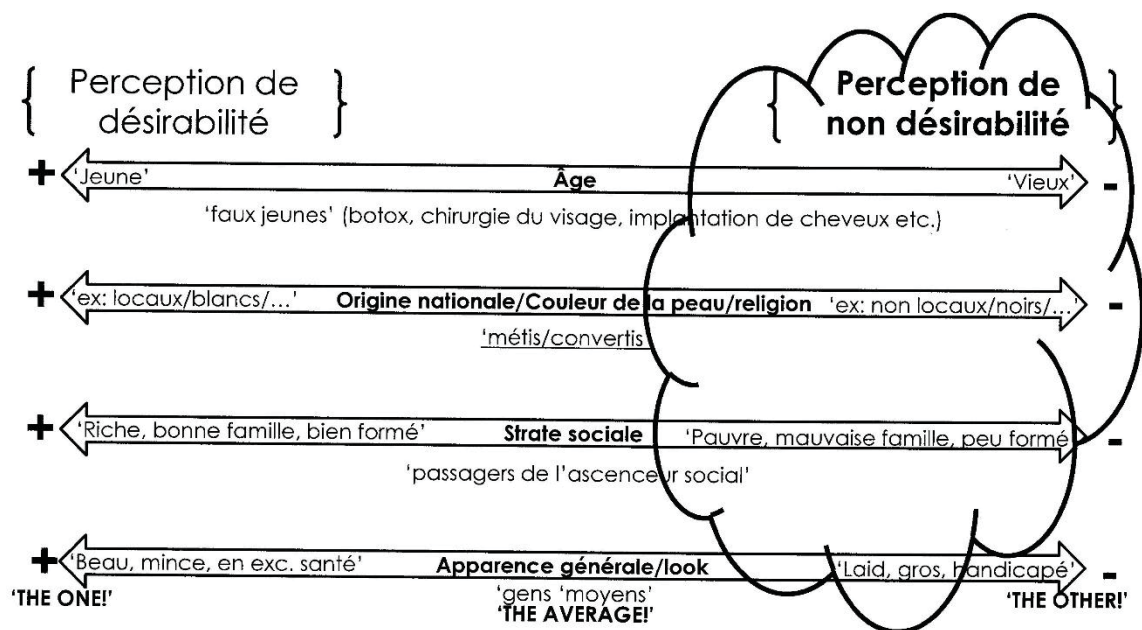 { Perception de désirabilité }
{ Perception de non désirabilité }
+ 'Jeune' Âge 'Vieux' -
'faux jeunes' (botox, chirurgie du visage, implantation de cheveux etc.)
+ 'ex: locaux/blancs/...' Origine nationale/Couleur de la peau/religion 'ex: non locaux/noirs/...' -
'métis/convertis
+ 'Riche, bonne famille, bien formé' Strate sociale 'Pauvre, mauvaise famille, peu formé -
'passagers de l'ascenceur social'
+ 'Beau, mince, en exc. santé' Apparence générale/look 'Laid, gros, handicapé' -
'THE ONE!' 'gens 'moyens' 'THE OTHER!'
'THE AVERAGE!'